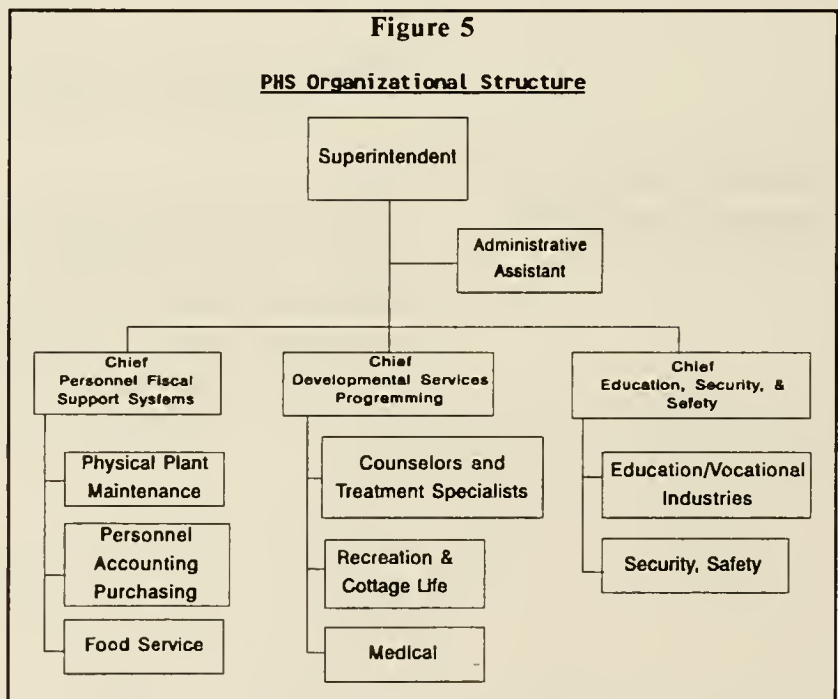 Figure 5
PHS Organizational Structure
Superintendent
Administrative
Assistant
Chief
Personnel Fiscal
Support Systems
Physical Plant
Maintenance
Personnel
Accounting
Purchasing
Food Service
Chief
Developmental Services
Programming
Counselors and
Treatment Specialists
Recreation &
Cottage Life
Medical
Chief
Education, Security, &
Safety
Education/Vocational
Industries
Security, Safety